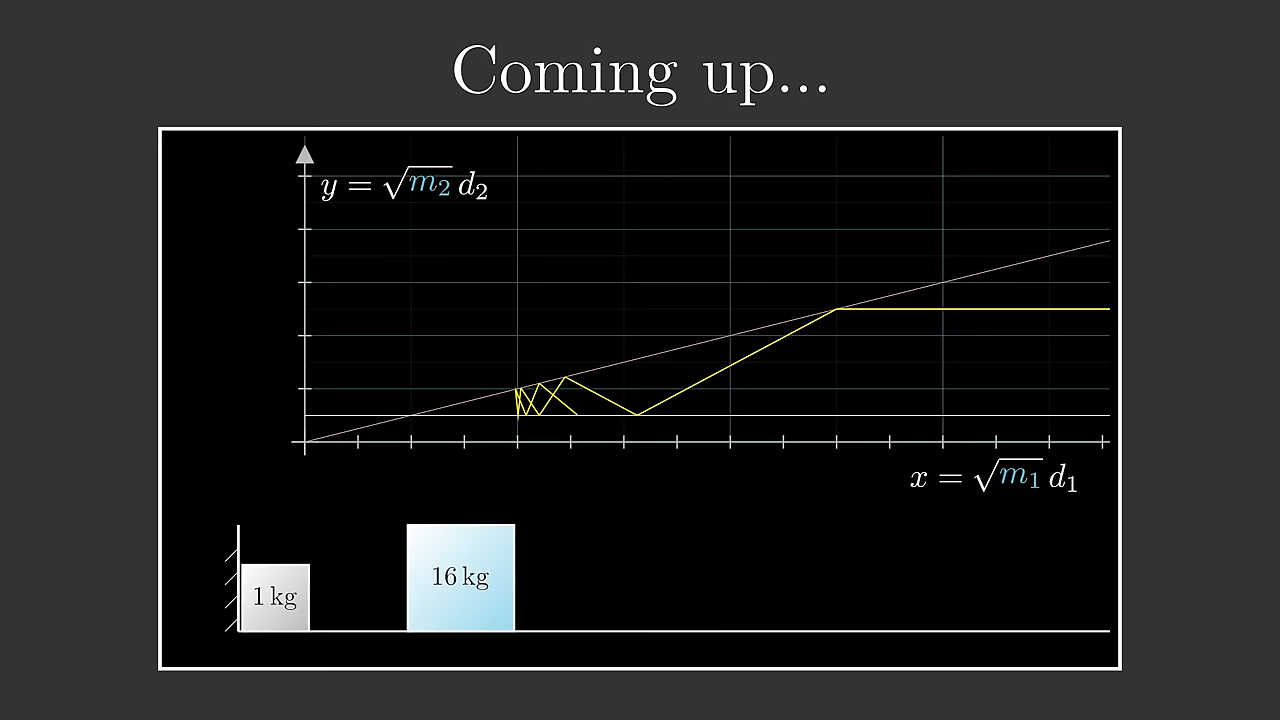 Coming up...
y = √m₂ d₂
x = √m₁ d₁
1 kg
16 kg